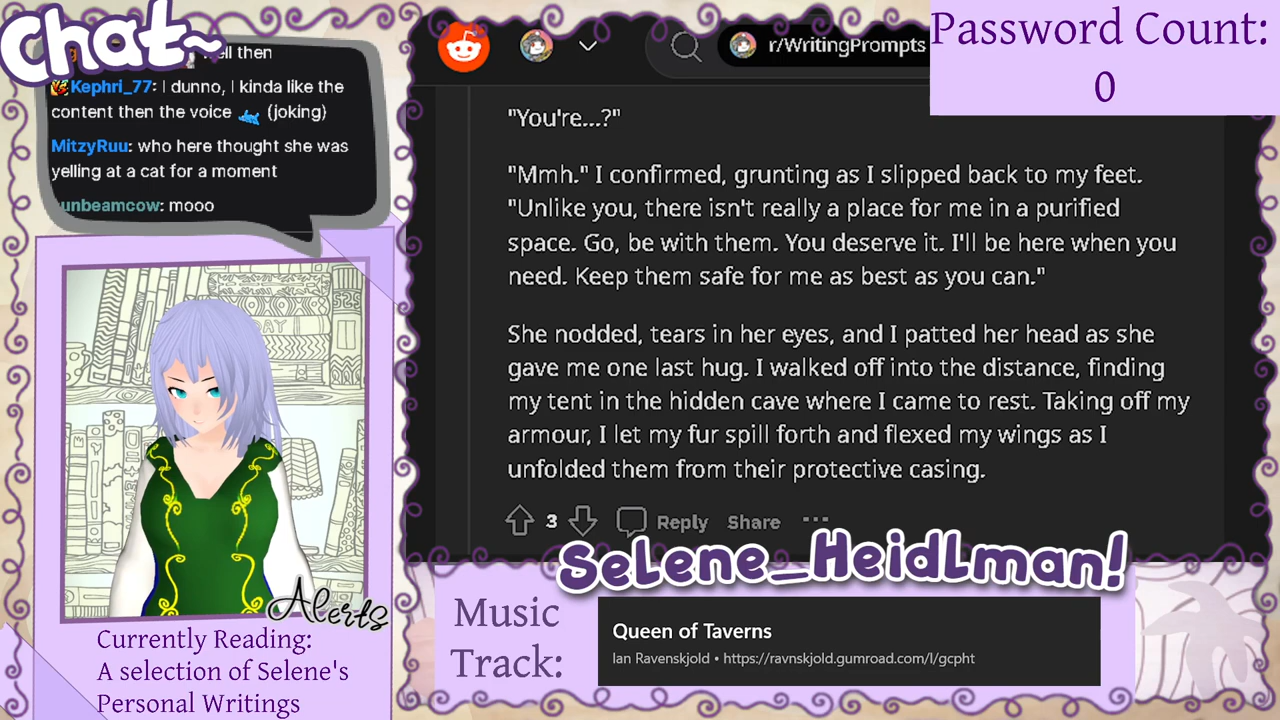 Chat~
ell then
Kephri_77: I dunno, I kinda like the
content then the voice (joking)
MitzyRuu: who here thought she was
yelling at a cat for a moment
unbeamcow: mooo
DAY
Alerts
Currently Reading:
A selection of Selene's
Personal Writings
r/WritingPrompts
Password Count:
0
"You're...?"
"Mmh." I confirmed, grunting as I slipped back to my feet.
"Unlike you, there isn't really a place for me in a purified
space. Go, be with them. You deserve it. I'll be here when you
need. Keep them safe for me as best as you can."
She nodded, tears in her eyes, and I patted her head as she
gave me one last hug. I walked off into the distance, finding
my tent in the hidden cave where I came to rest. Taking off my
armour, I let my fur spill forth and flexed my wings as I
unfolded them from their protective casing.
3 Reply Share ...
Selene_Heidlman!
Music
Track:
Queen of Taverns
Ian Ravenskjold • https://ravnskjold.gumroad.com/l/gcpht